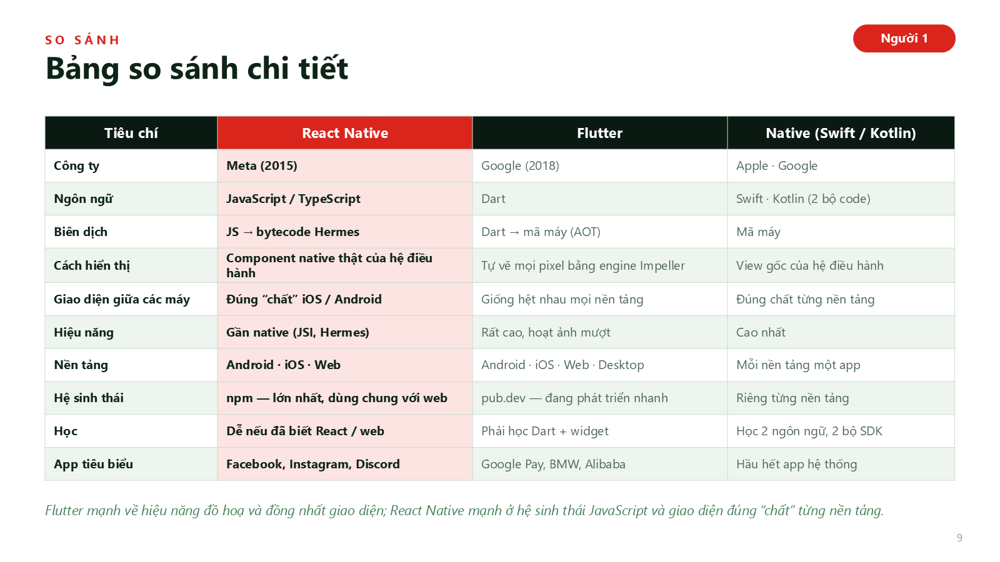 SO SÁNH
Người 1
Bảng so sánh chi tiết
Tiêu chí
React Native
Flutter
Native (Swift / Kotlin)
Công ty
Meta (2015)
Google (2018)
Apple · Google
Ngôn ngữ
JavaScript / TypeScript
Dart
Swift · Kotlin (2 bộ code)
Biên dịch
JS → bytecode Hermes
Dart → mã máy (AOT)
Mã máy
Cách hiển thị
Component native thật của hệ điều
hành
Tự vẽ mọi pixel bằng engine Impeller
View gốc của hệ điều hành
Giao diện giữa các máy
Đúng “chất” iOS / Android
Giống hệt nhau mọi nền tảng
Đúng chất từng nền tảng
Hiệu năng
Gần native (JSI, Hermes)
Rất cao, hoạt ảnh mượt
Cao nhất
Nền tảng
Android · iOS · Web
Android · iOS · Web · Desktop
Mỗi nền tảng một app
Hệ sinh thái
npm — lớn nhất, dùng chung với web
pub.dev — đang phát triển nhanh
Riêng từng nền tảng
Học
Dễ nếu đã biết React / web
Phải học Dart + widget
Học 2 ngôn ngữ, 2 bộ SDK
App tiêu biểu
Facebook, Instagram, Discord
Google Pay, BMW, Alibaba
Hầu hết app hệ thống
Flutter mạnh về hiệu năng đồ hoạ và đồng nhất giao diện; React Native mạnh ở hệ sinh thái JavaScript và giao diện đúng “chất” từng nền tảng.
9